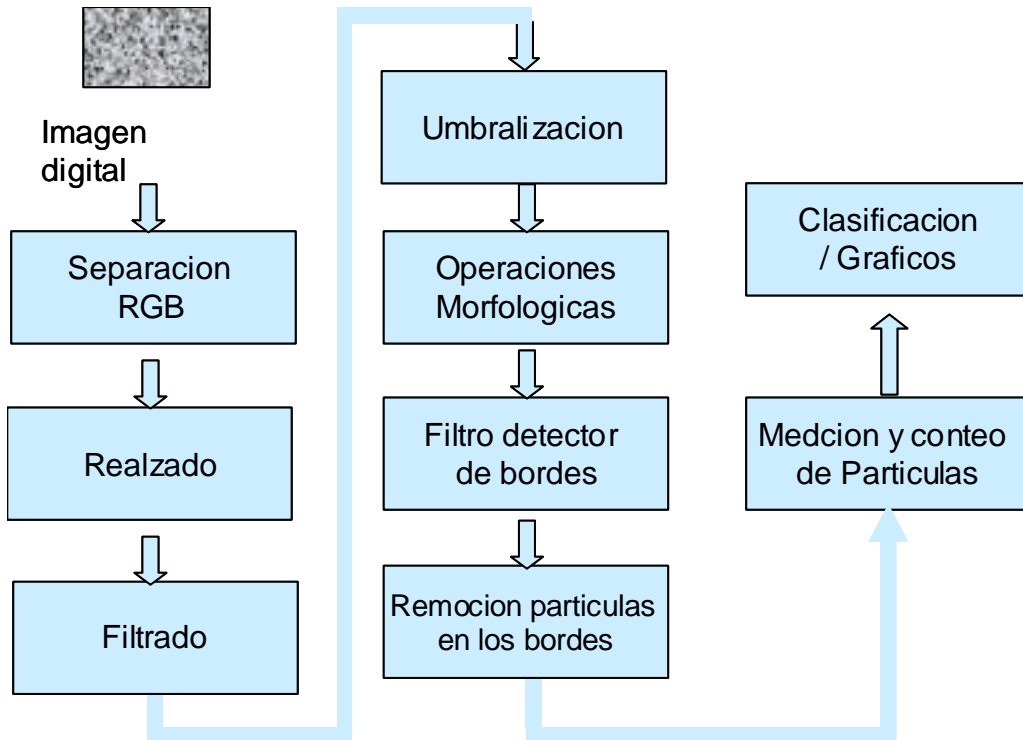 Imagen
digital
Separacion
RGB
Realzado
Filtrado
Umbralizacion
Operaciones
Morfologicas
Filtro detector
de bordes
Remocion particulas
en los bordes
Medcion y conteo
de Particulas
Clasificacion
/ Graficos